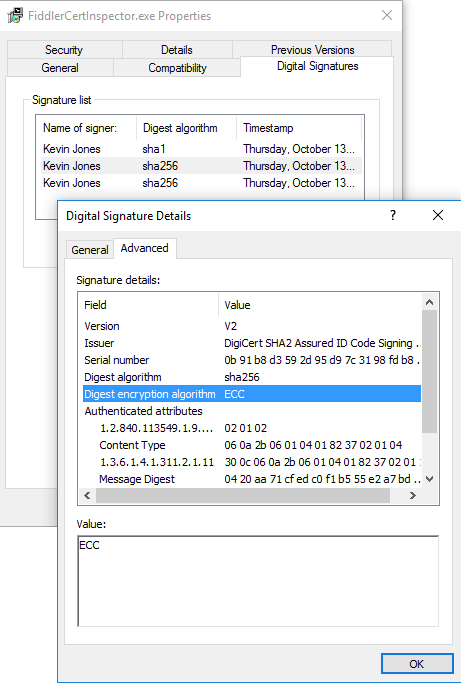 FiddlerCertInspector.exe Properties
Security Details Previous Versions
General Compatibility Digital Signatures
Signature list
Name of signer: Digest algorithm Timestamp
Kevin Jones sha1 Thursday, October 13...
Kevin Jones sha256 Thursday, October 13...
Kevin Jones sha256 Thursday, October 13...
Digital Signature Details ?
General Advanced
Signature details:
Field Value
Version V2
Issuer DigiCert SHA2 Assured ID Code Signing ...
Serial number 0b 91 b8 d3 59 2d 95 d9 7c 31 98 fd b8 ...
Digest algorithm sha256
Digest encryption algorithm ECC
Authenticated attributes
1.2.840.113549.1.9.... 02 01 02
Content Type 06 0a 2b 06 01 04 01 82 37 02 01 04
1.3.6.1.4.1.311.2.1.11 30 0c 06 0a 2b 06 01 04 01 82 37 02 01
Message Digest 04 20 aa 71 cf ed c0 f1 b5 55 e2 a7 bd ...
Value:
ECC
OK